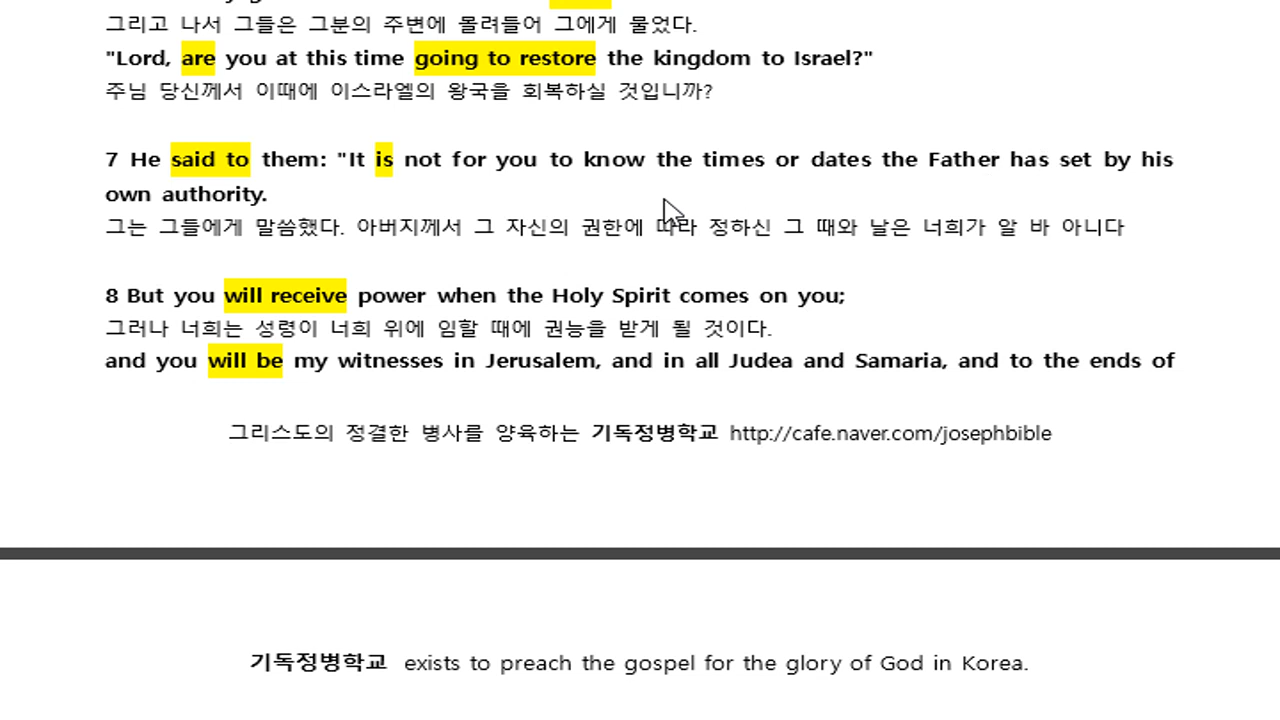 그리고 나서 그들은 그분의 주변에 몰려들어 그에게 물었다.
"Lord, are you at this time going to restore the kingdom to Israel?"
주님 당신께서 이때에 이스라엘의 왕국을 회복하실 것입니까?
7 He said to them: "It is not for you to know the times or dates the Father has set by his
own authority.
그는 그들에게 말씀했다. 아버지께서 그 자신의 권한에 따라 정하신 그 때와 날은 너희가 알 바 아니다
8 But you will receive power when the Holy Spirit comes on you;
그러나 너희는 성령이 너희 위에 임할 때에 권능을 받게 될 것이다.
and you will be my witnesses in Jerusalem, and in all Judea and Samaria, and to the ends of
그리스도의 정결한 병사를 양육하는 기독정병학교 http://cafe.naver.com/josephbible
기독정병학교 exists to preach the gospel for the glory of God in Korea.